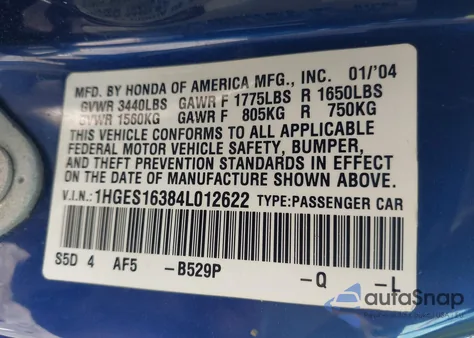 MFD. BY HONDA OF AMERICA MFG., INC. 01/'04
GVWR 3440LBS GAWR F 1775LBS R 1650LBS
GVWR 1560KG GAWR F 805KG R 750KG
THIS VEHICLE CONFORMS TO ALL APPLICABLE
FEDERAL MOTOR VEHICLE SAFETY, BUMPER,
AND THEFT PREVENTION STANDARDS IN EFFECT
ON THE DATE OF MANUFACTURE SHOWN ABOVE.
V.I.N.: 1HGES16384L012622 TYPE:PASSENGER CAR
S5D 4 AF5 -B529P -Q -L
autoSnap